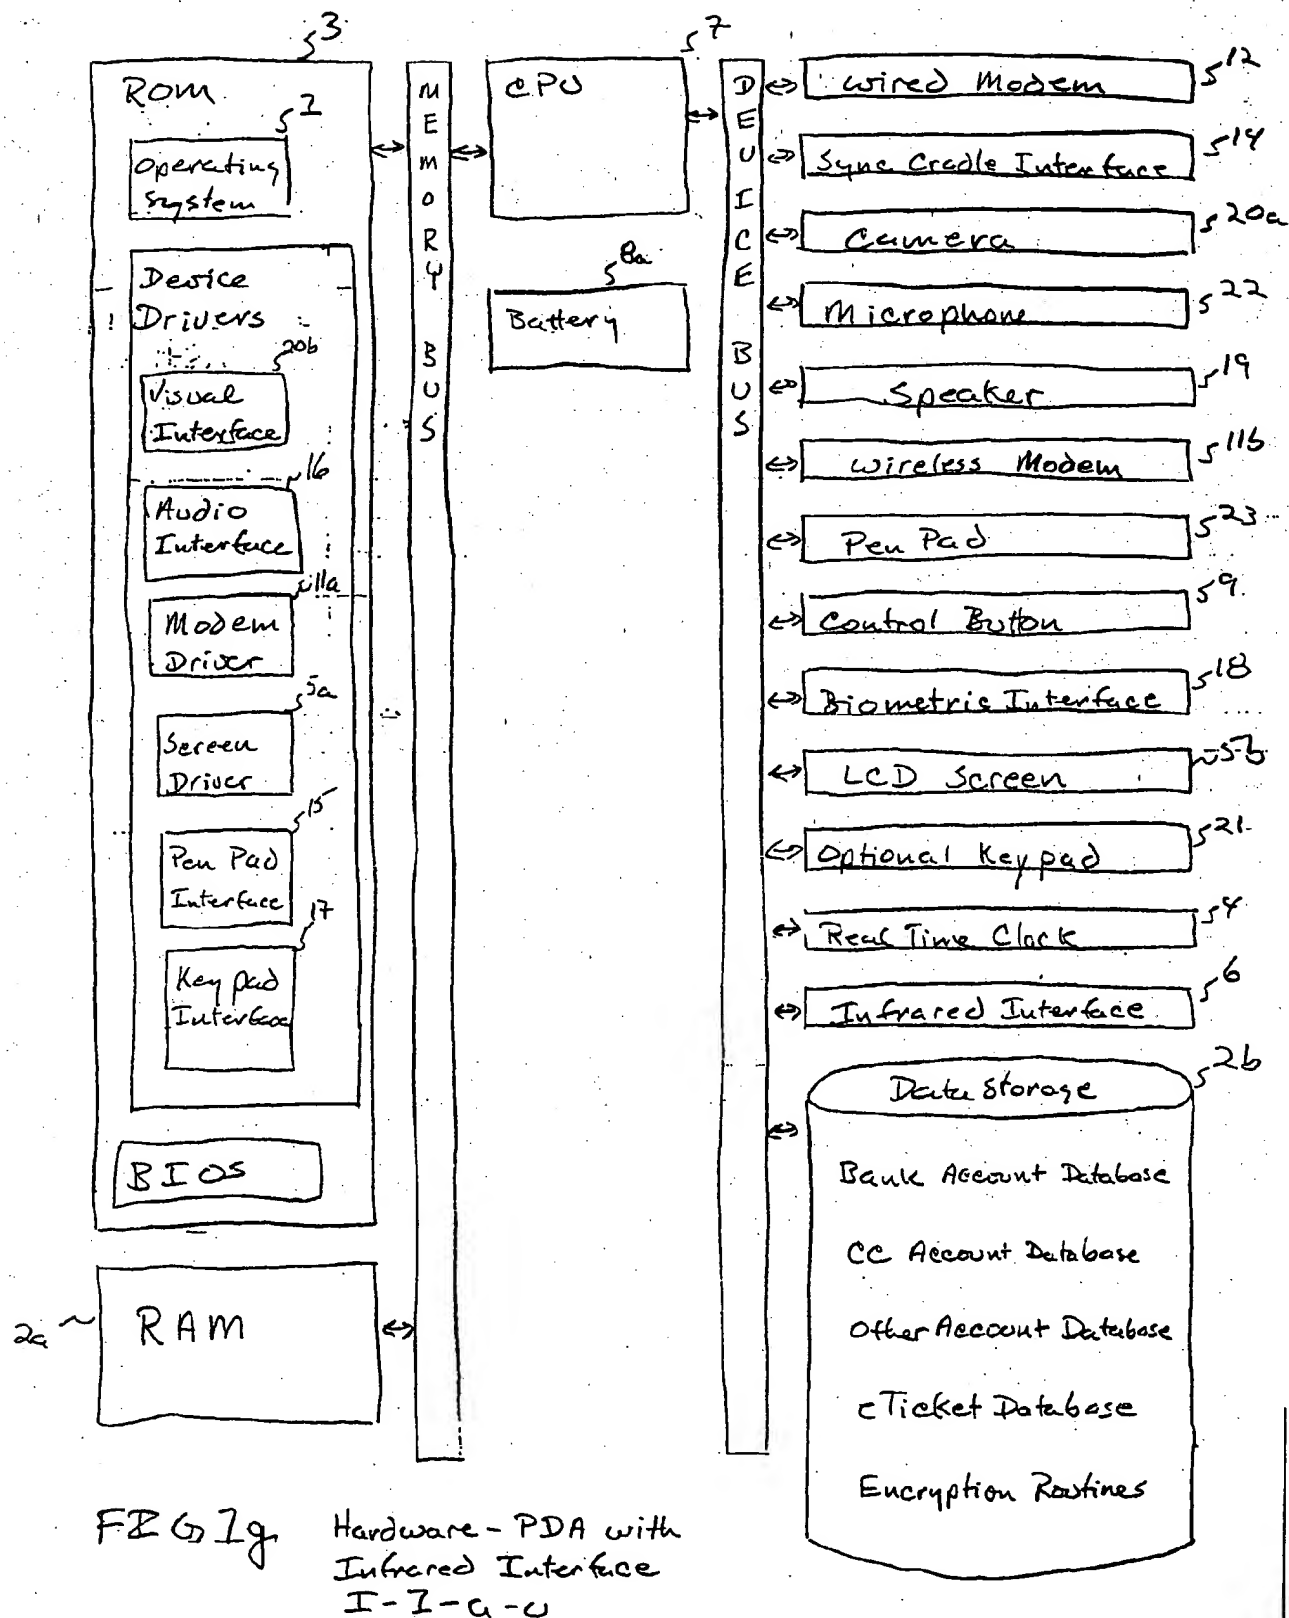 3
ROM
1
Operating
System
Device
Drivers
20b
Visual
Interface
16
Audio
Interface
11a
Modem
Driver
5a
Screen
Driver
15
Pen Pad
Interface
17
Keypad
Interface
BIOS
2a
RAM
MEMORY BUS
7
CPU
8a
Battery
DEVICE BUS
12
Wired Modem
14
Sync Cradle Interface
20a
Camera
22
Microphone
19
Speaker
11b
Wireless Modem
23
Pen Pad
9
Control Button
18
Biometric Interface
5b
LCD Screen
21
Optional Keypad
4
Real Time Clock
6
Infrared Interface
2b
Data Storage
Bank Account Database
CC Account Database
Other Account Database
eTicket Database
Encryption Routines
FIG 1g
Hardware - PDA with
Infrared Interface